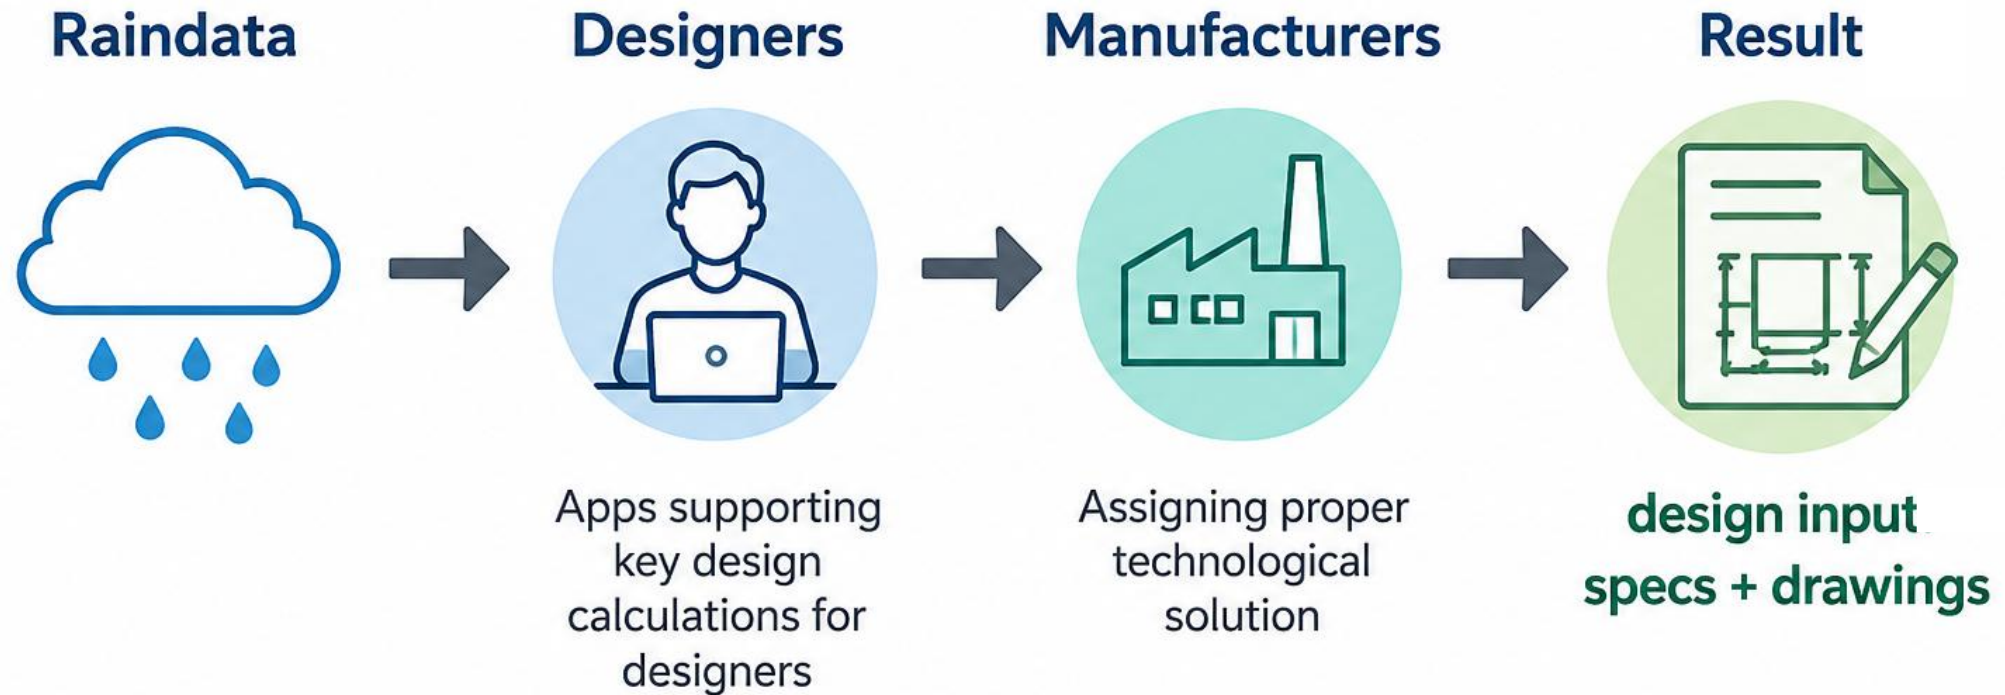 Raindata
Designers
Manufacturers
Result
Apps supporting
key design
calculations for
designers
Assigning proper
technological
solution
design input
specs + drawings